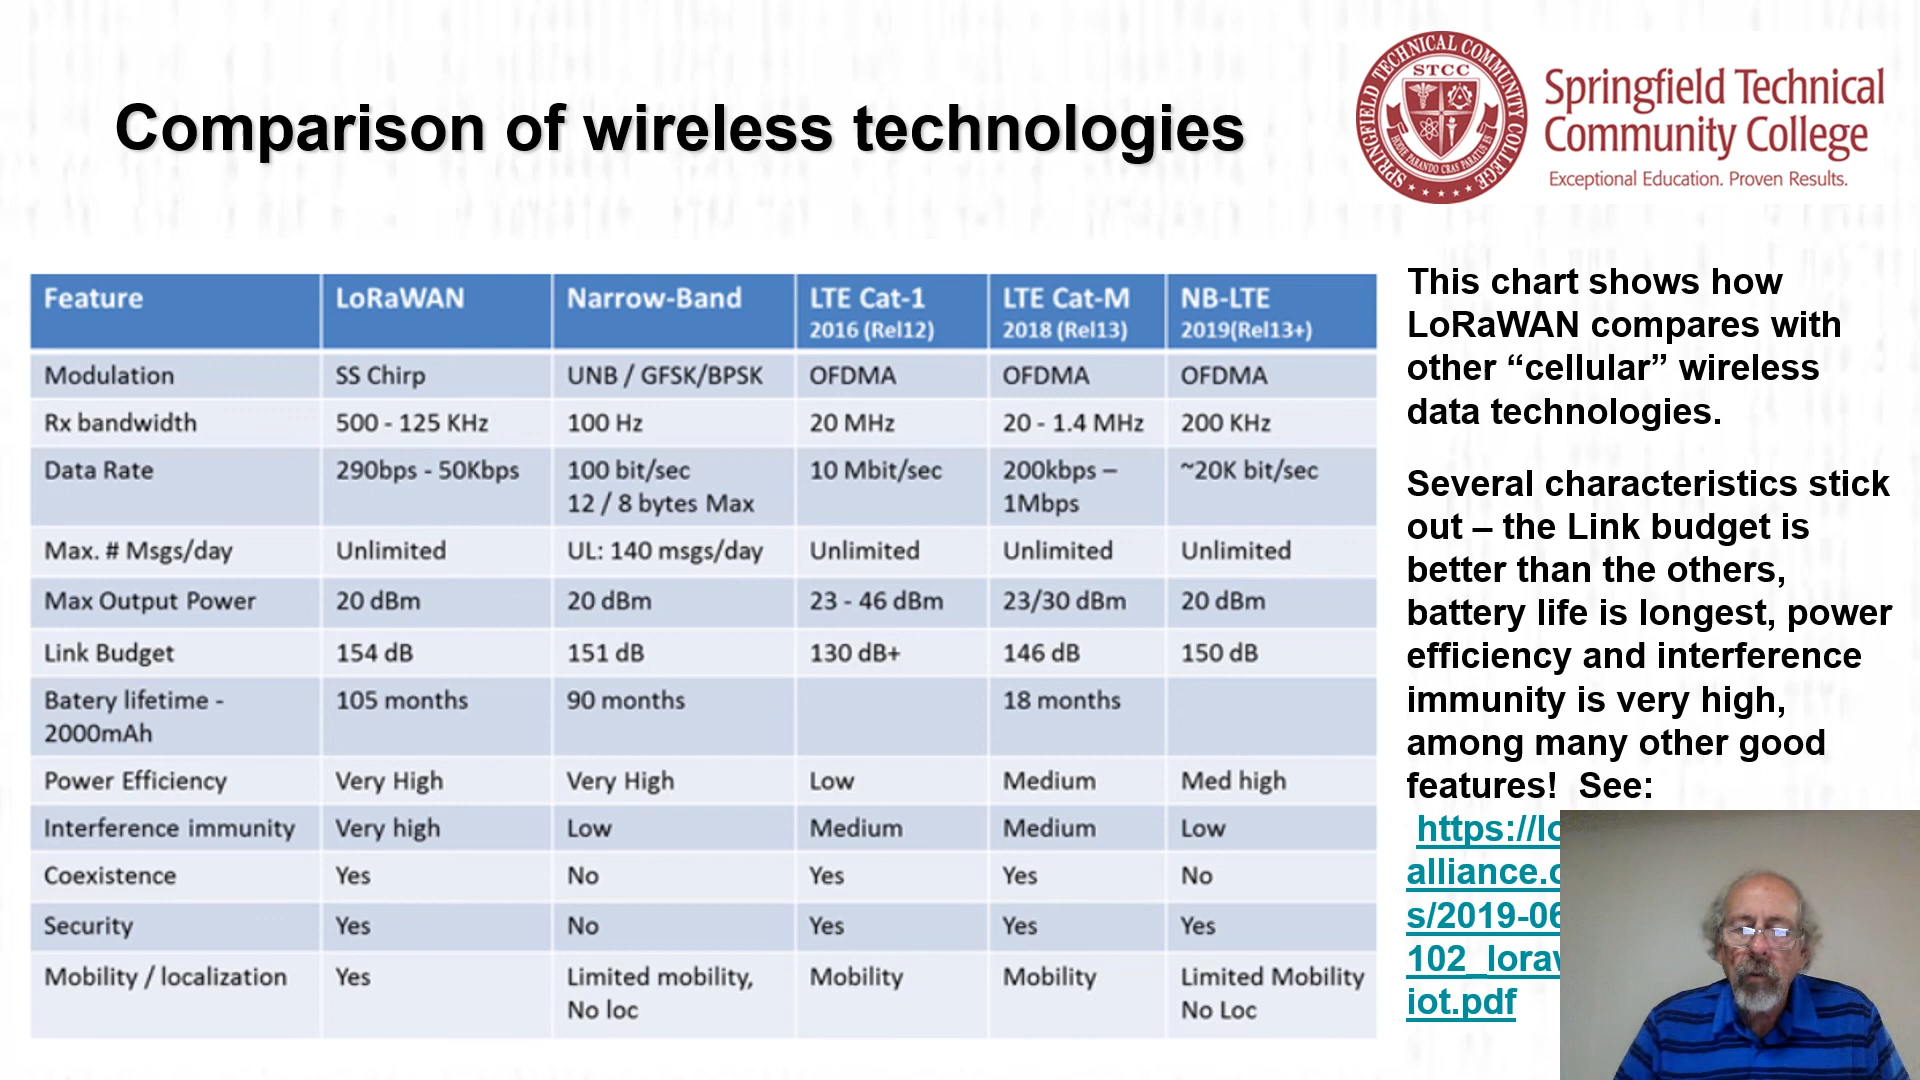 Comparison of wireless technologies
SPRINGFIELD TECHNICAL COMMUNITY COLLEGE
STCC
Springfield Technical
Community College
Exceptional Education. Proven Results.
Feature LoRaWAN Narrow-Band LTE Cat-1 LTE Cat-M NB-LTE
2016 (Rel12) 2018 (Rel13) 2019(Rel13+)
Modulation SS Chirp UNB / GFSK/BPSK OFDMA OFDMA OFDMA
Rx bandwidth 500 - 125 KHz 100 Hz 20 MHz 20 - 1.4 MHz 200 KHz
Data Rate 290bps - 50Kbps 100 bit/sec 10 Mbit/sec 200kbps – ~20K bit/sec
12 / 8 bytes Max 1Mbps
Max. # Msgs/day Unlimited UL: 140 msgs/day Unlimited Unlimited Unlimited
Max Output Power 20 dBm 20 dBm 23 - 46 dBm 23/30 dBm 20 dBm
Link Budget 154 dB 151 dB 130 dB+ 146 dB 150 dB
Batery lifetime - 105 months 90 months 18 months
2000mAh
Power Efficiency Very High Very High Low Medium Med high
Interference immunity Very high Low Medium Medium Low
Coexistence Yes No Yes Yes No
Security Yes No Yes Yes Yes
Mobility / localization Yes Limited mobility, Mobility Mobility Limited Mobility
No loc No Loc
This chart shows how
LoRaWAN compares with
other “cellular” wireless
data technologies.
Several characteristics stick
out – the Link budget is
better than the others,
battery life is longest, power
efficiency and interference
immunity is very high,
among many other good
features! See:
https://lo
alliance.
s/2019-06
102_lora
iot.pdf